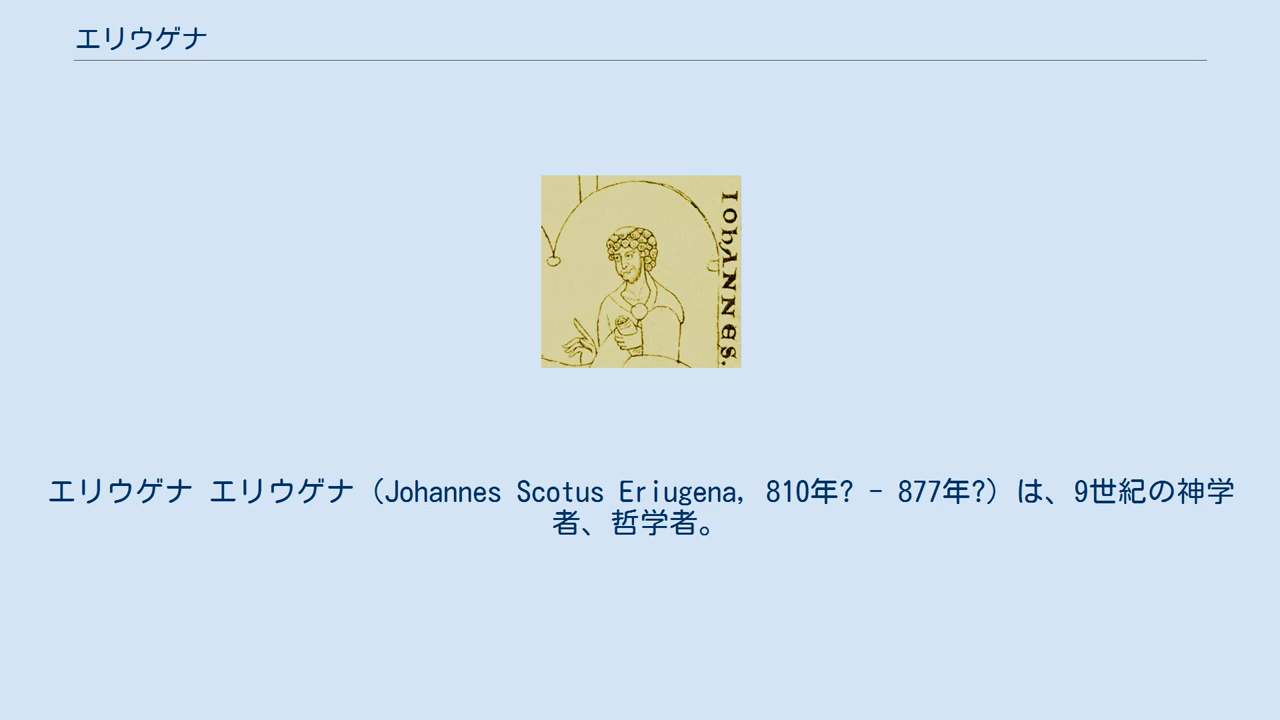 エリウゲナ
IohANNes.
エリウゲナ エリウゲナ（Johannes Scotus Eriugena, 810年? - 877年?）は、9世紀の神学
者、哲学者。